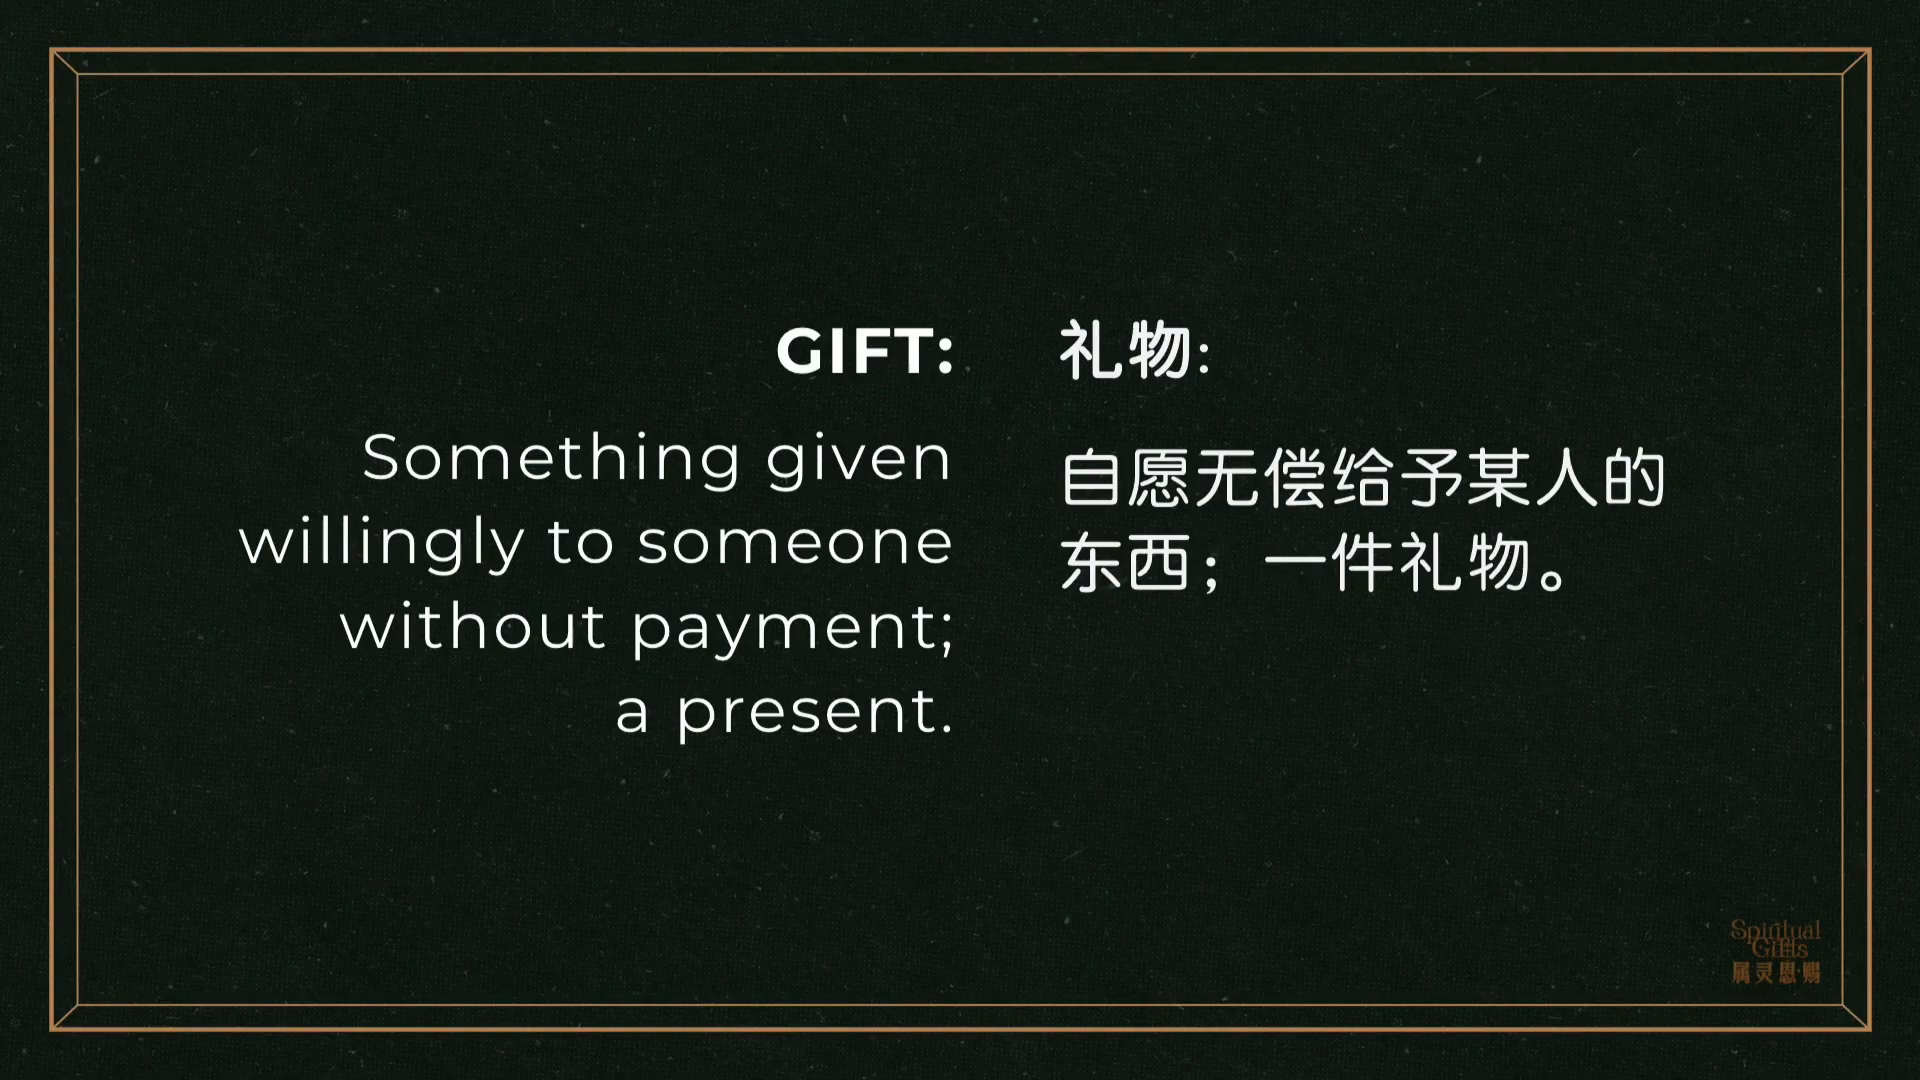 GIFT:
Something given
willingly to someone
without payment;
a present.
礼物:
自愿无偿给予某人的
东西；一件礼物。
Spiritual
Gifts
属灵恩赐